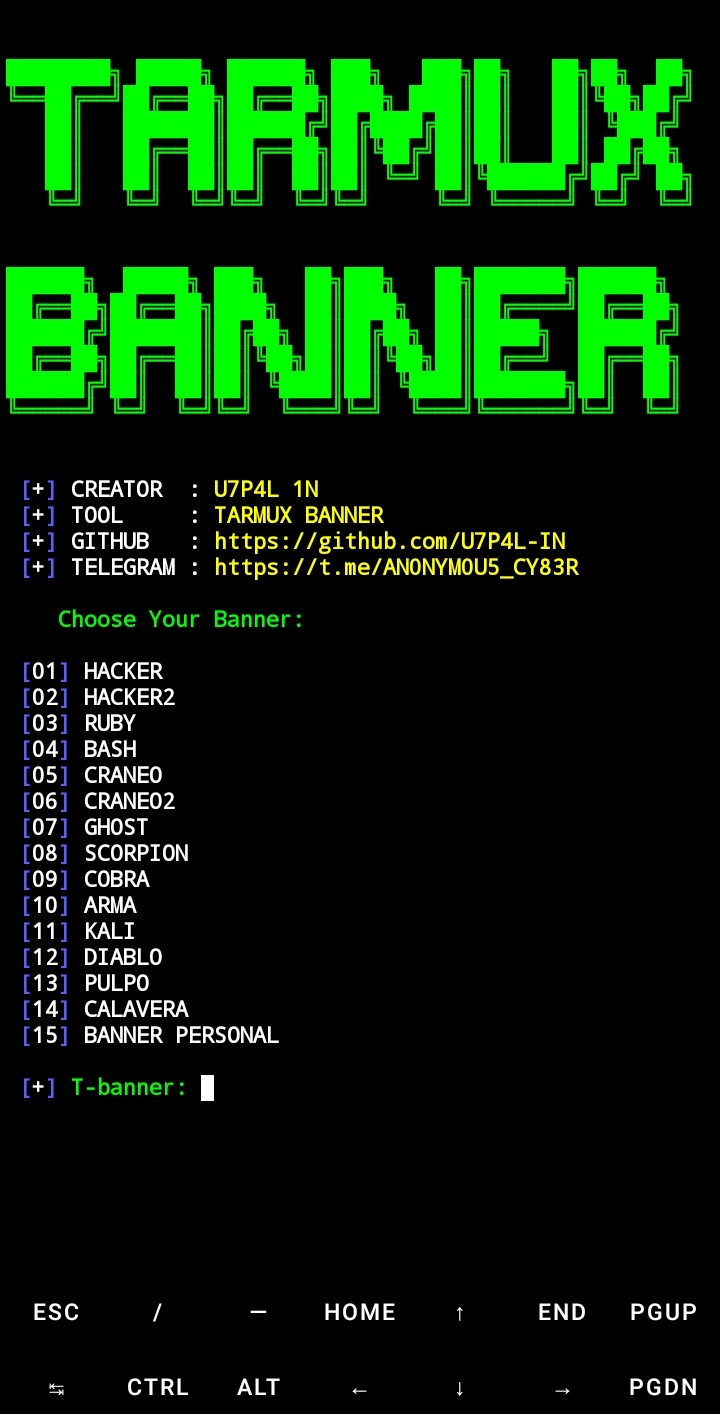 TARMUX
BANNER
[+] CREATOR : U7P4L 1N
[+] TOOL : TARMUX BANNER
[+] GITHUB : https://github.com/U7P4L-IN
[+] TELEGRAM : https://t.me/AN0NYM0U5_CY83R
Choose Your Banner:
[01] HACKER
[02] HACKER2
[03] RUBY
[04] BASH
[05] CRANEO
[06] CRANEO2
[07] GHOST
[08] SCORPION
[09] COBRA
[10] ARMA
[11] KALI
[12] DIABLO
[13] PULPO
[14] CALAVERA
[15] BANNER PERSONAL
[+] T-banner:
ESC / — HOME ↑ END PGUP
↹ CTRL ALT ← ↓ → PGDN